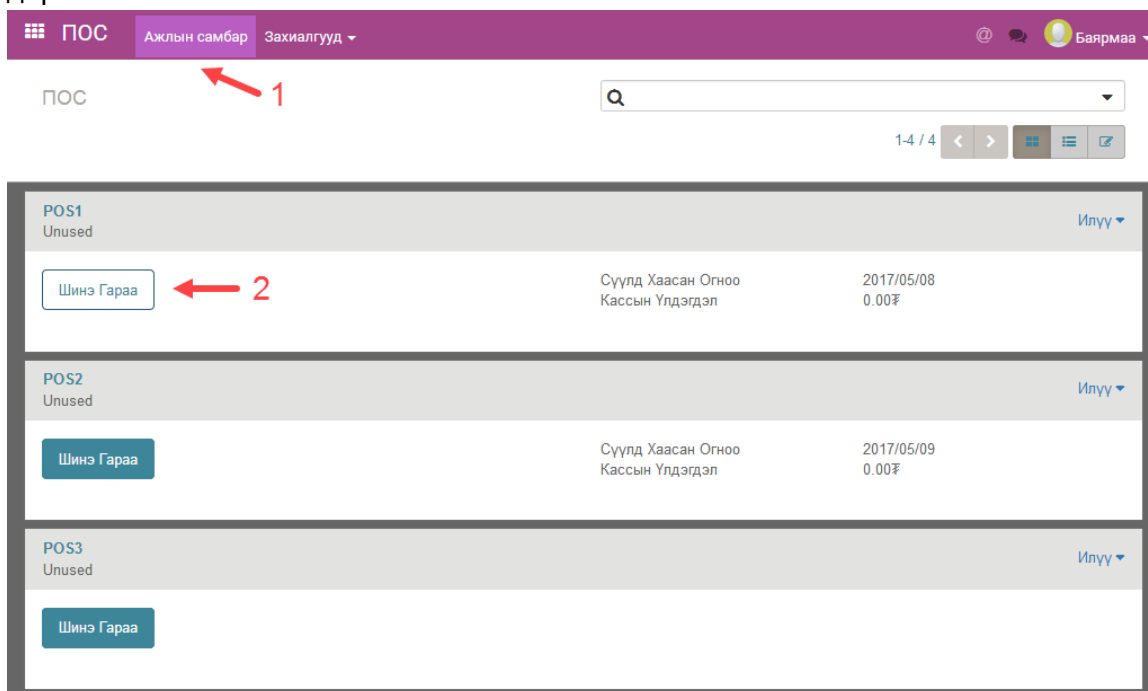 ПОС Ажлын самбар Захиалгууд @ Баярмаа
1
ПОС
1-4 / 4
POS1
Unused
Илүү
Шинэ Гараа
2
Сүүлд Хаасан Огноо 2017/05/08
Кассын Үлдэгдэл 0.00₮
POS2
Unused
Илүү
Шинэ Гараа
Сүүлд Хаасан Огноо 2017/05/09
Кассын Үлдэгдэл 0.00₮
POS3
Unused
Илүү
Шинэ Гараа